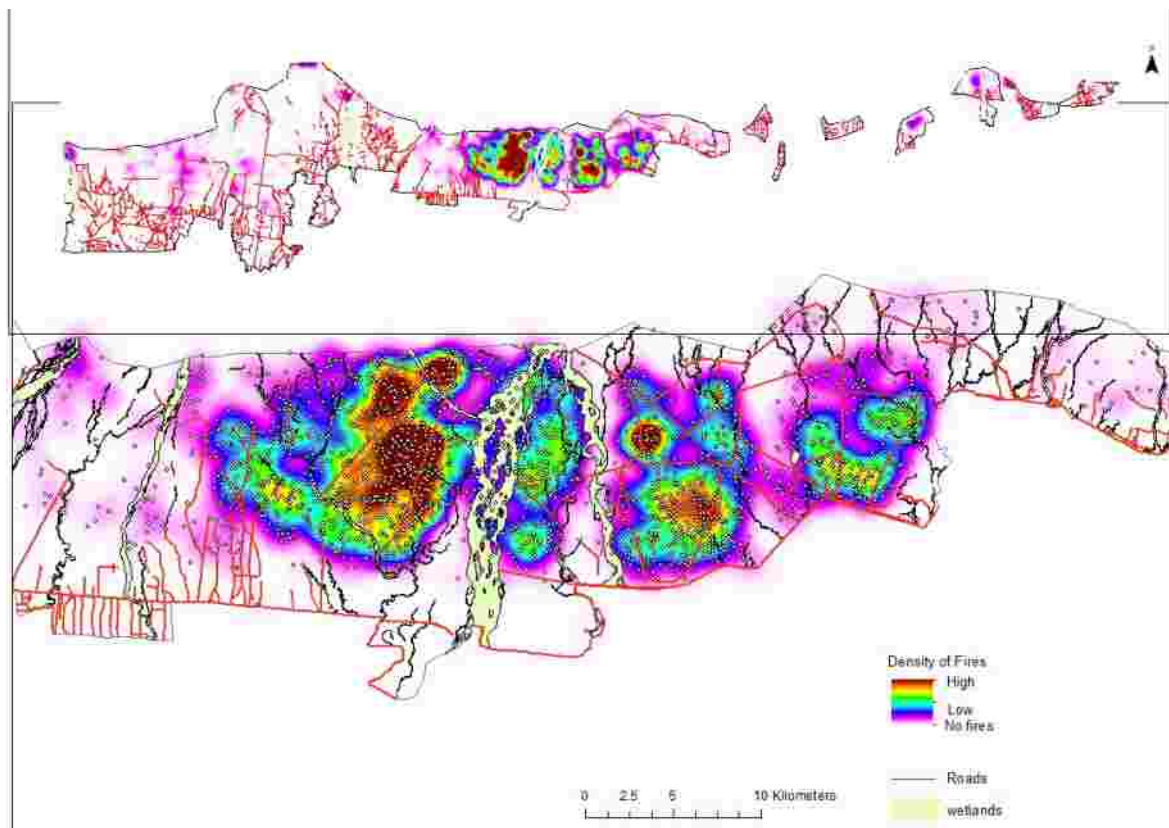 Density of Fires
High
Low
No fires
Roads
wetlands
0 2.5 5 10 Kilometers